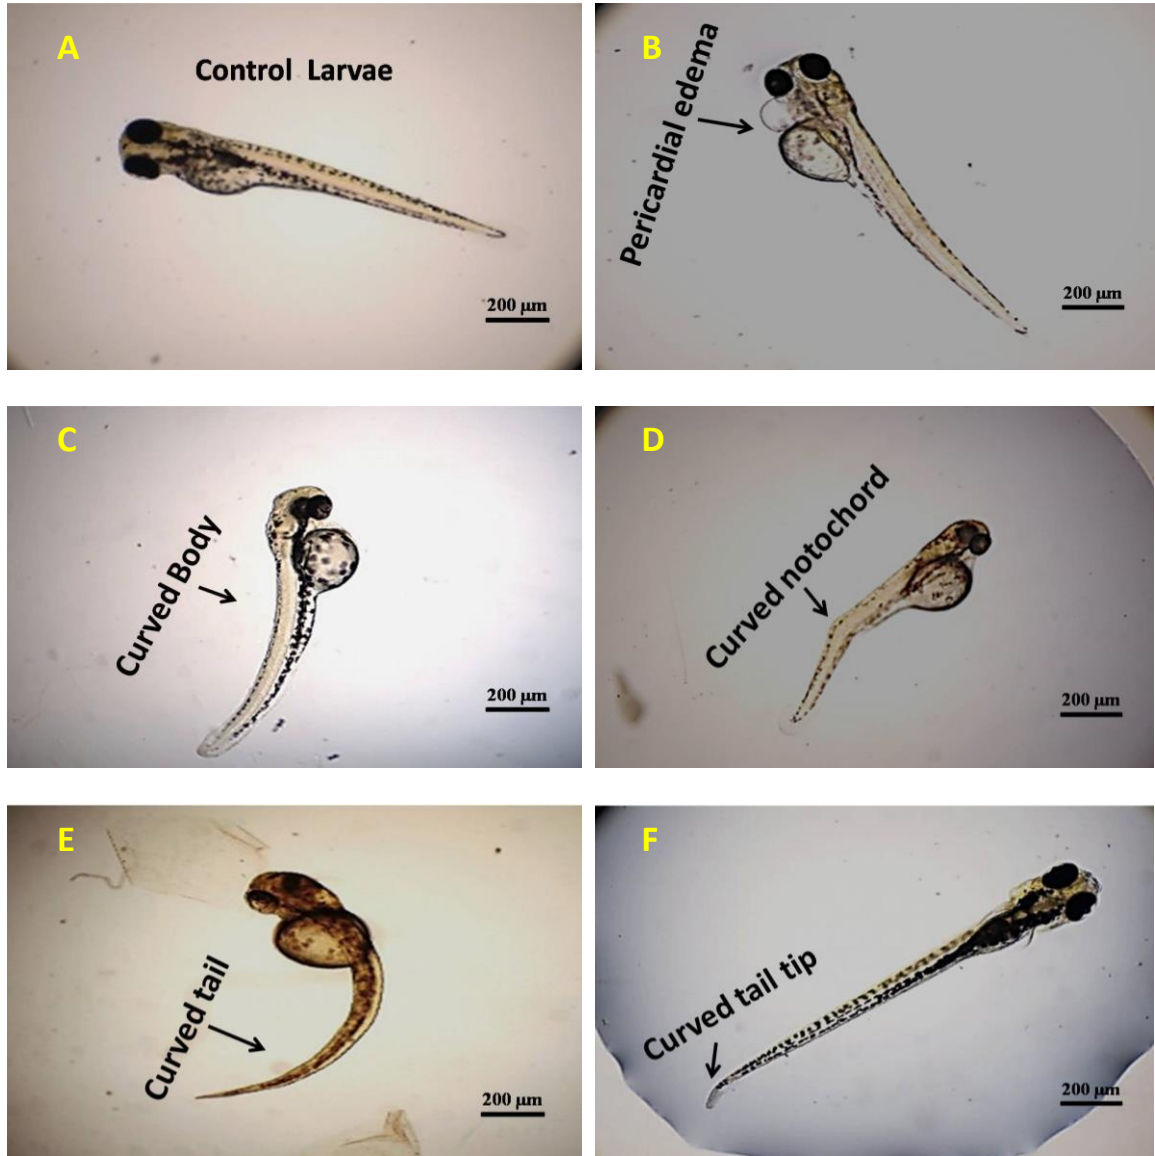 A
Control Larvae
200 µm
B
Pericardial edema
200 µm
C
Curved Body
200 µm
D
Curved notochord
200 µm
E
Curved tail
200 µm
F
Curved tail tip
200 µm